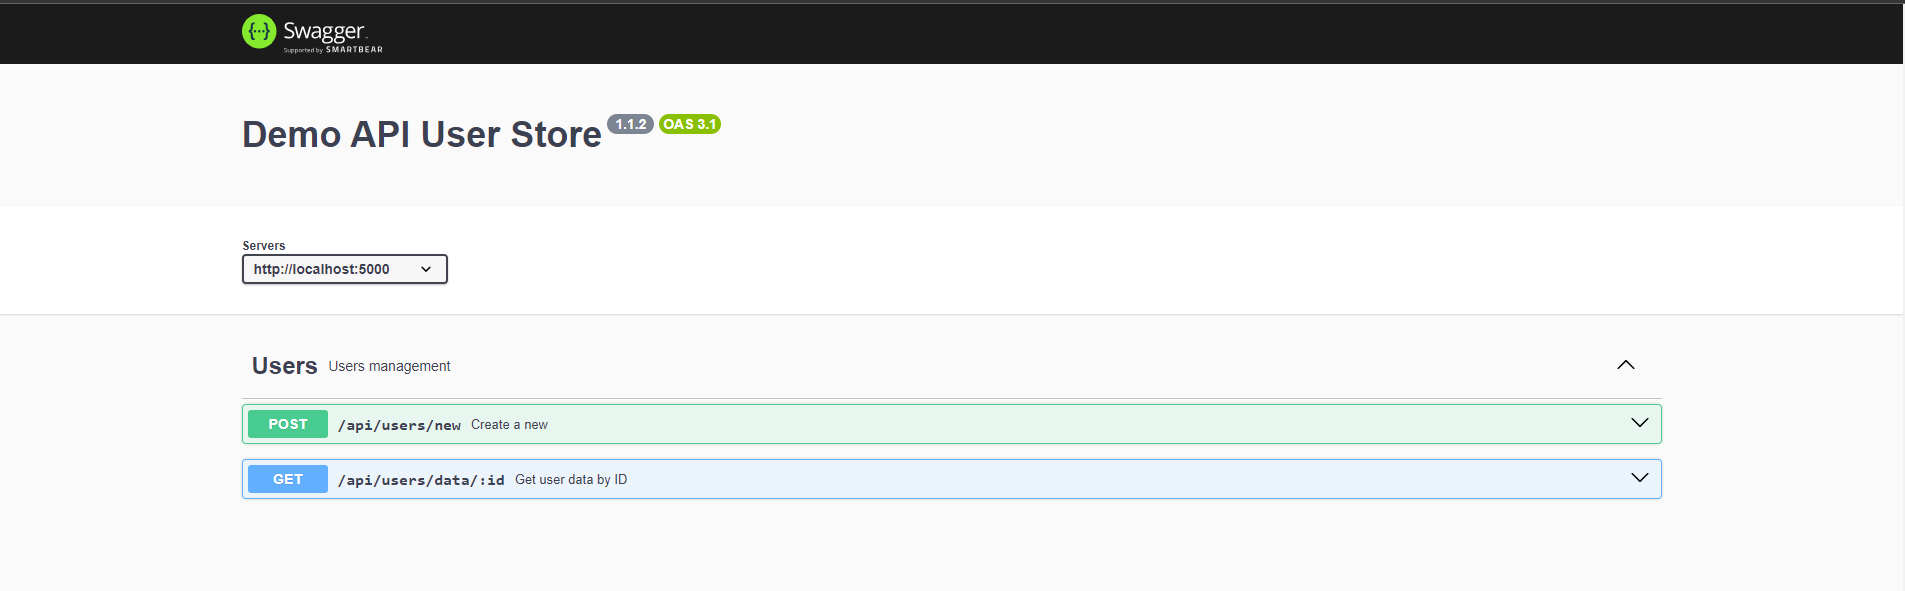 {···} Swagger™
Supported by SMARTBEAR
Demo API User Store 1.1.2 OAS 3.1
Servers
http://localhost:5000
Users Users management
POST /api/users/new Create a new
GET /api/users/data/:id Get user data by ID